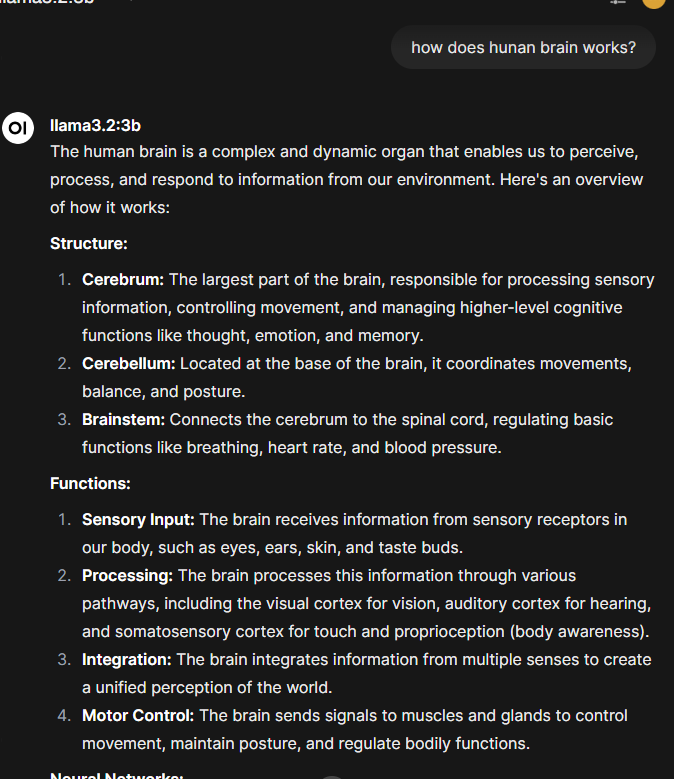 llama3.2:3b
how does hunan brain works?
OI
llama3.2:3b
The human brain is a complex and dynamic organ that enables us to perceive,
process, and respond to information from our environment. Here's an overview
of how it works:
Structure:
1. Cerebrum: The largest part of the brain, responsible for processing sensory
information, controlling movement, and managing higher-level cognitive
functions like thought, emotion, and memory.
2. Cerebellum: Located at the base of the brain, it coordinates movements,
balance, and posture.
3. Brainstem: Connects the cerebrum to the spinal cord, regulating basic
functions like breathing, heart rate, and blood pressure.
Functions:
1. Sensory Input: The brain receives information from sensory receptors in
our body, such as eyes, ears, skin, and taste buds.
2. Processing: The brain processes this information through various
pathways, including the visual cortex for vision, auditory cortex for hearing,
and somatosensory cortex for touch and proprioception (body awareness).
3. Integration: The brain integrates information from multiple senses to create
a unified perception of the world.
4. Motor Control: The brain sends signals to muscles and glands to control
movement, maintain posture, and regulate bodily functions.
Neural Networks: